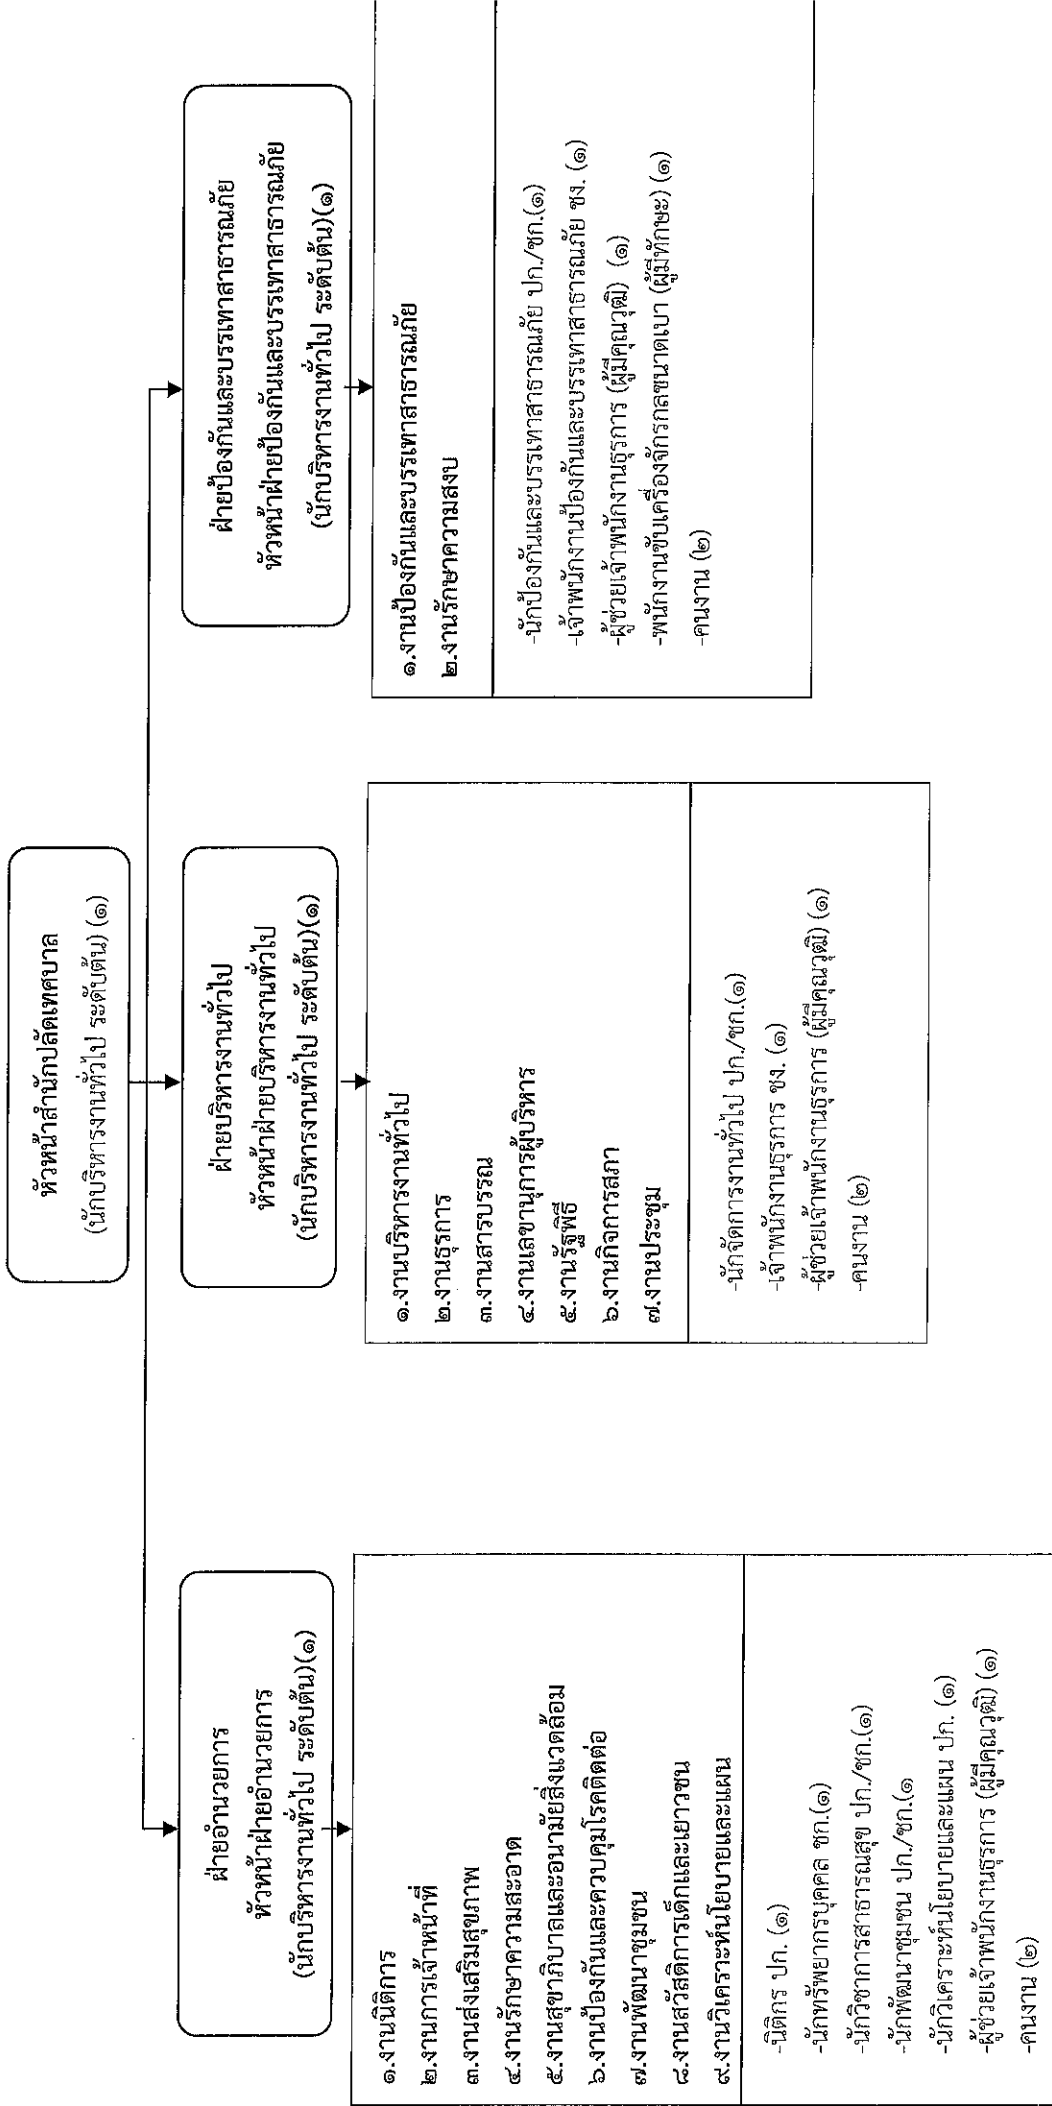 หัวหน้าสำนักปลัดเทศบาล
(นักบริหารงานทั่วไป ระดับต้น) (๑)
ฝ่ายอำนวยการ
หัวหน้าฝ่ายอำนวยการ
(นักบริหารงานทั่วไป ระดับต้น)(๑)
๑.งานนิติการ
๒.งานการเจ้าหน้าที่
๓.งานส่งเสริมสุขภาพ
๔.งานรักษาความสะอาด
๕.งานสุขาภิบาลและอนามัยสิ่งแวดล้อม
๖.งานป้องกันและควบคุมโรคติดต่อ
๗.งานพัฒนาชุมชน
๘.งานสวัสดิการเด็กและเยาวชน
๙.งานวิเคราะห์นโยบายและแผน
-นิติกร ปก. (๑)
-นักทรัพยากรบุคคล ชก.(๑)
-นักวิชาการสาธารณสุข ปก./ชก.(๑)
-นักพัฒนาชุมชน ปก./ชก.(๑
-นักวิเคราะห์นโยบายและแผน ปก. (๑)
-ผู้ช่วยเจ้าพนักงานธุรการ (ผู้มีคุณวุฒิ) (๑)
-คนงาน (๒)
ฝ่ายบริหารงานทั่วไป
หัวหน้าฝ่ายบริหารงานทั่วไป
(นักบริหารงานทั่วไป ระดับต้น)(๑)
๑.งานบริหารงานทั่วไป
๒.งานธุรการ
๓.งานสารบรรณ
๔.งานเลขานุการผู้บริหาร
๕.งานรัฐพิธี
๖.งานกิจการสภา
๗.งานประชุม
-นักจัดการงานทั่วไป ปก./ชก.(๑)
-เจ้าพนักงานธุรการ ชง. (๑)
-ผู้ช่วยเจ้าพนักงานธุรการ (ผู้มีคุณวุฒิ) (๑)
-คนงาน (๒)
ฝ่ายป้องกันและบรรเทาสาธารณภัย
หัวหน้าฝ่ายป้องกันและบรรเทาสาธารณภัย
(นักบริหารงานทั่วไป ระดับต้น)(๑)
๑.งานป้องกันและบรรเทาสาธารณภัย
๒.งานรักษาความสงบ
-นักป้องกันและบรรเทาสาธารณภัย ปก./ชก.(๑)
-เจ้าพนักงานป้องกันและบรรเทาสาธารณภัย ชง. (๑)
-ผู้ช่วยเจ้าพนักงานธุรการ (ผู้มีคุณวุฒิ) (๑)
-พนักงานขับเครื่องจักรกลขนาดเบา (ผู้มีทักษะ) (๑)
-คนงาน (๒)